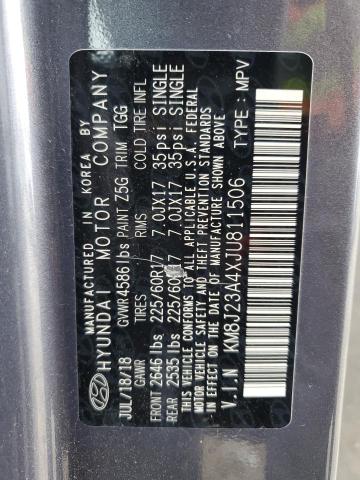 MANUFACTURED IN KOREA BY
HYUNDAI MOTOR COMPANY
JUL/18/18 GVWR4586lbs PAINT Z5G TRIM TGG
GAWR TIRES RIMS COLD TIRE INFL
FRONT 2646 lbs 225/60R17 7.0JX17 35psi SINGLE
REAR 2535 lbs 225/60R17 7.0JX17 35psi SINGLE
THIS VEHICLE CONFORMS TO ALL APPLICABLE U.S.A. FEDERAL
MOTOR VEHICLE SAFETY AND THEFT PREVENTION STANDARDS
IN EFFECT ON THE DATE OF MANUFACTURE SHOWN ABOVE.
V.I.N KM8J23A4XJU811506 TYPE: MPV